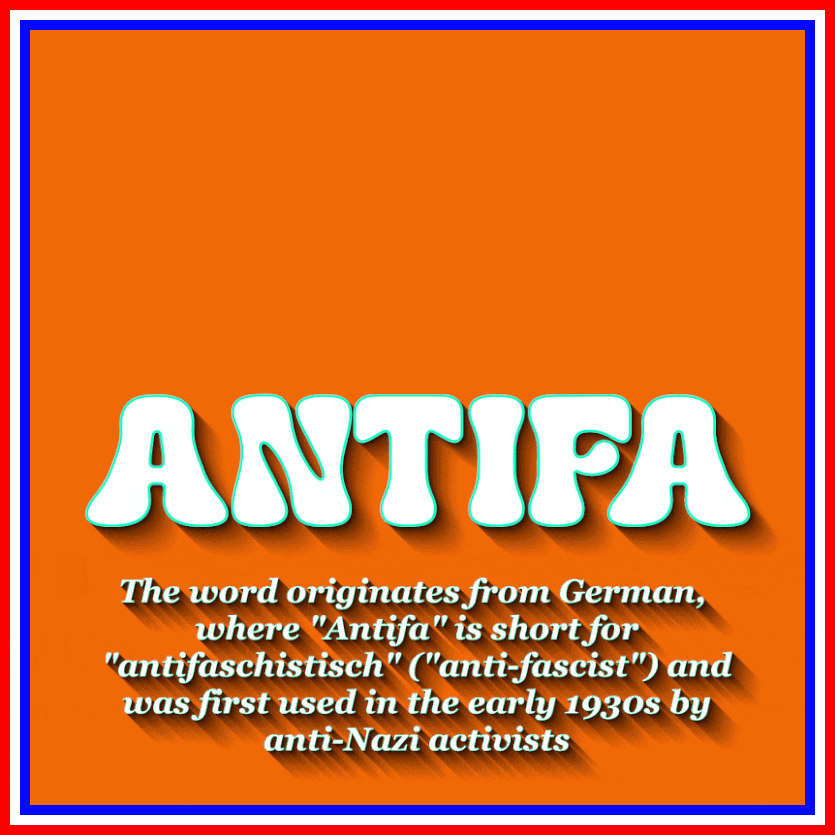 ANTIFA
The word originates from German,
where "Antifa" is short for
"antifaschistisch" ("anti-fascist") and
was first used in the early 1930s by
anti-Nazi activists